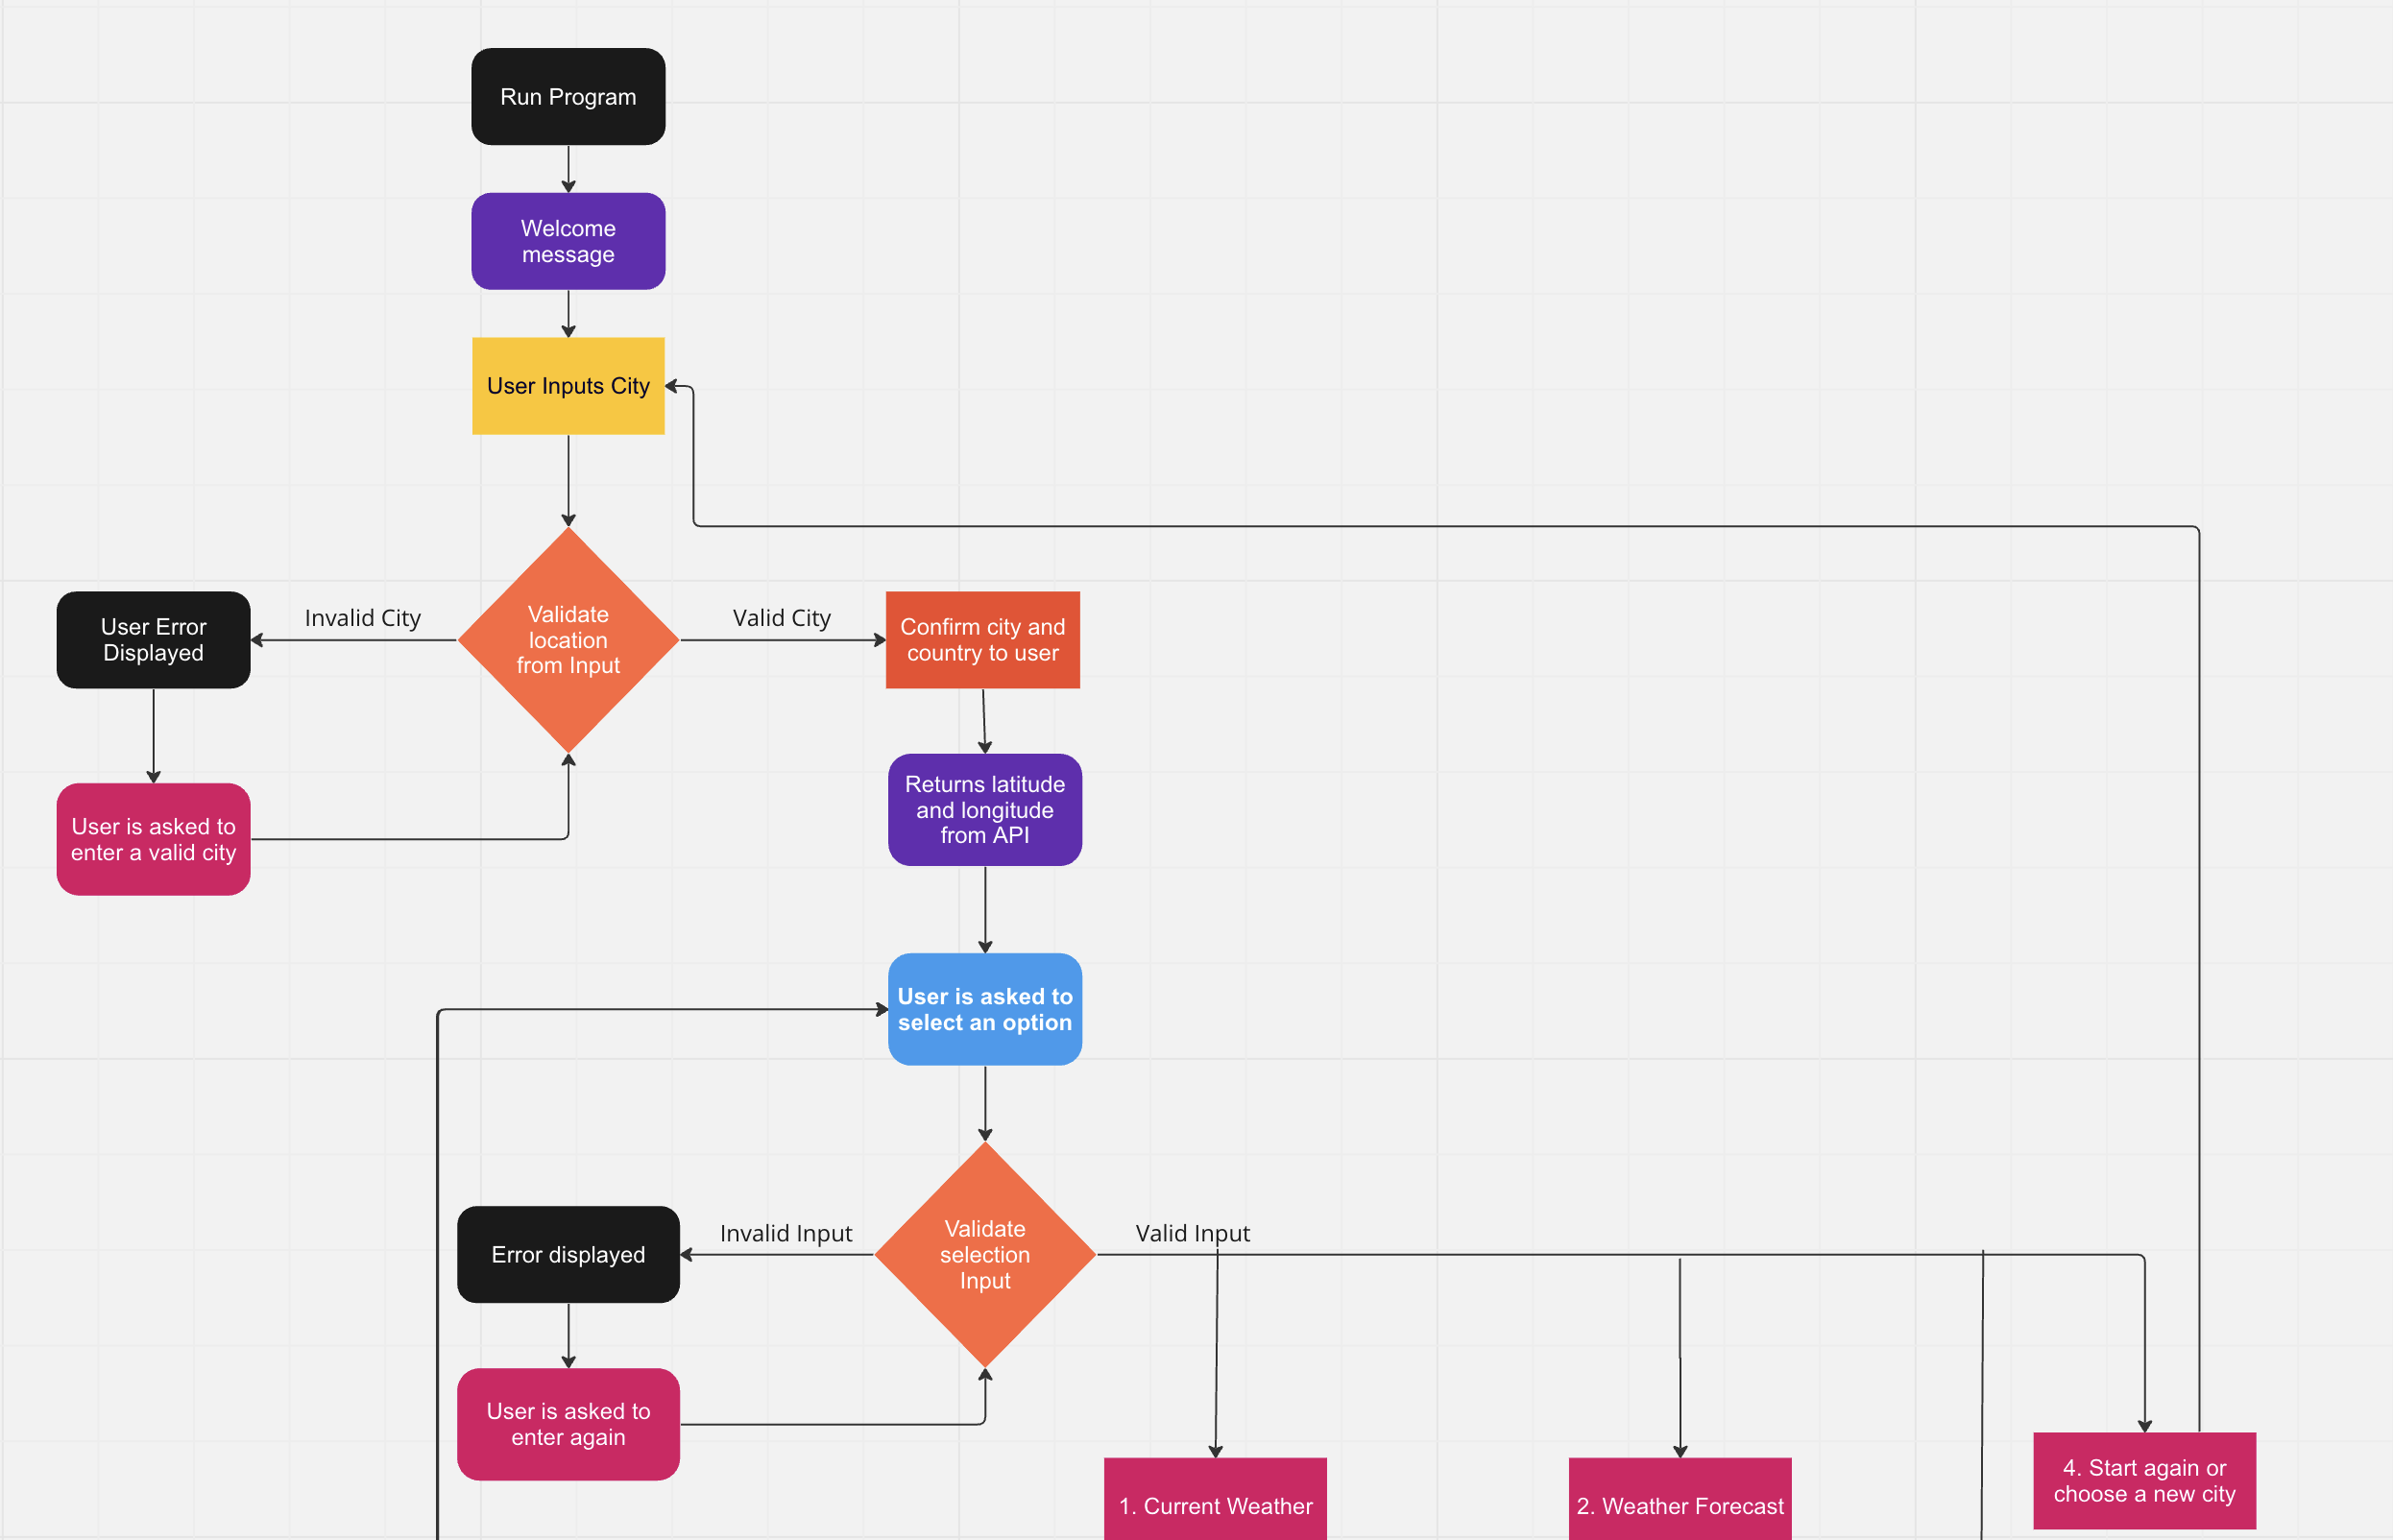 Run Program
Welcome
message
User Inputs City
Invalid City
Valid City
User Error
Displayed
Validate
location
from Input
Confirm city and
country to user
User is asked to
enter a valid city
Returns latitude
and longitude
from API
User is asked to
select an option
Invalid Input
Valid Input
Error displayed
Validate
selection
Input
User is asked to
enter again
1. Current Weather
2. Weather Forecast
4. Start again or
choose a new city